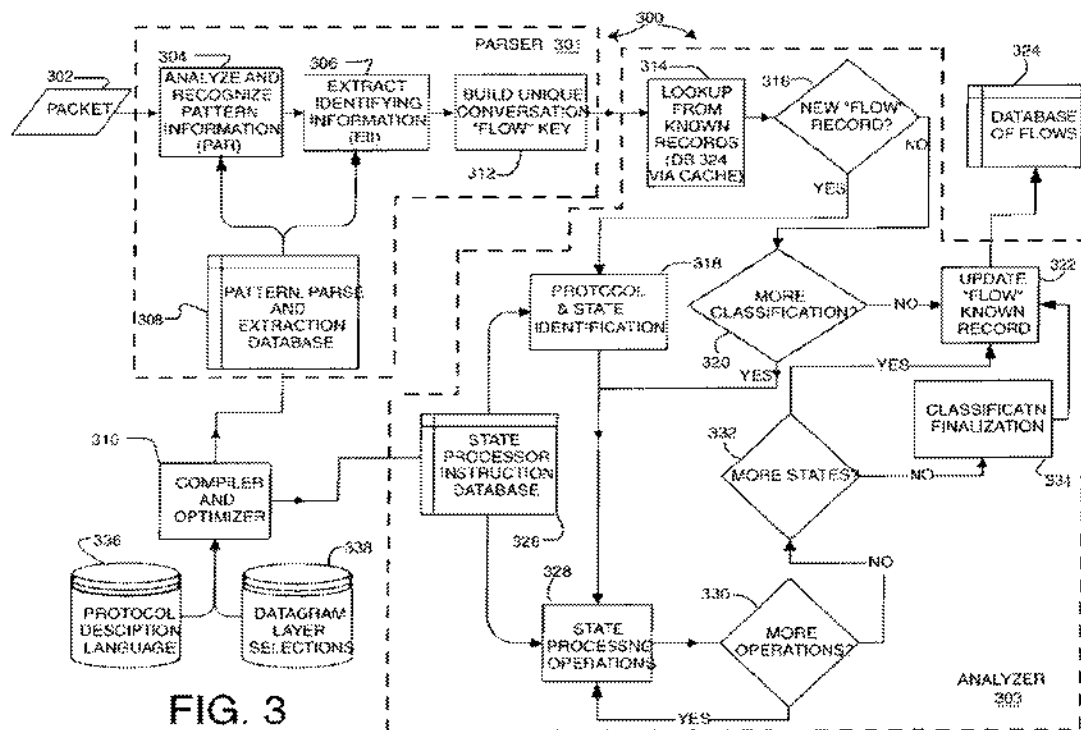 300
PARSER 301
302
PACKET
304
ANALYZE AND
RECOGNIZE
PATTERN
INFORMATION
(PAR)
306
EXTRACT
IDENTIFYING
INFORMATION
(EII)
BUILD UNIQUE
CONVERSATION
"FLOW" KEY
312
314
LOOKUP
FROM
KNOWN
RECORDS
(DB 324
VIA CACHE)
316
NEW "FLOW"
RECORD?
NO
YES
324
DATABASE
OF FLOWS
308
PATTERN, PARSE
AND
EXTRACTION
DATABASE
318
PROTOCOL
& STATE
IDENTIFICATION
MORE
CLASSIFICATION?
320
NO
YES
322
UPDATE
"FLOW"
KNOWN
RECORD
YES
310
COMPILER
AND
OPTIMIZER
STATE
PROCESSOR
INSTRUCTION
DATABASE
326
332
MORE STATES?
NO
CLASSIFICATN
FINALIZATION
334
336
PROTOCOL
DESCIPTION
LANGUAGE
338
DATAGRAM
LAYER
SELECTIONS
328
STATE
PROCESSNG
OPERATIONS
330
MORE
OPERATIONS?
NO
YES
ANALYZER
303
FIG. 3